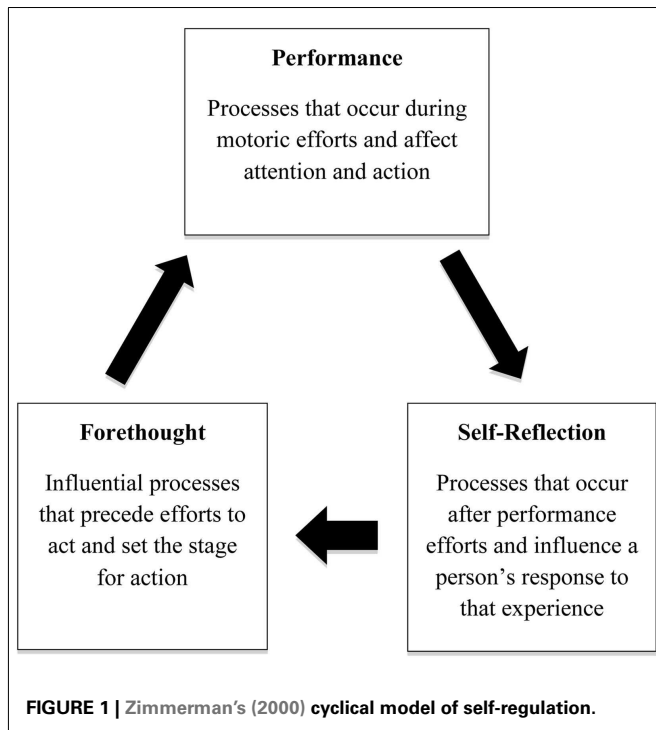 Performance
Processes that occur during
motoric efforts and affect
attention and action
Forethought
Influential processes
that precede efforts to
act and set the stage
for action
Self-Reflection
Processes that occur
after performance
efforts and influence a
person's response to
that experience
FIGURE 1 | Zimmerman's (2000) cyclical model of self-regulation.